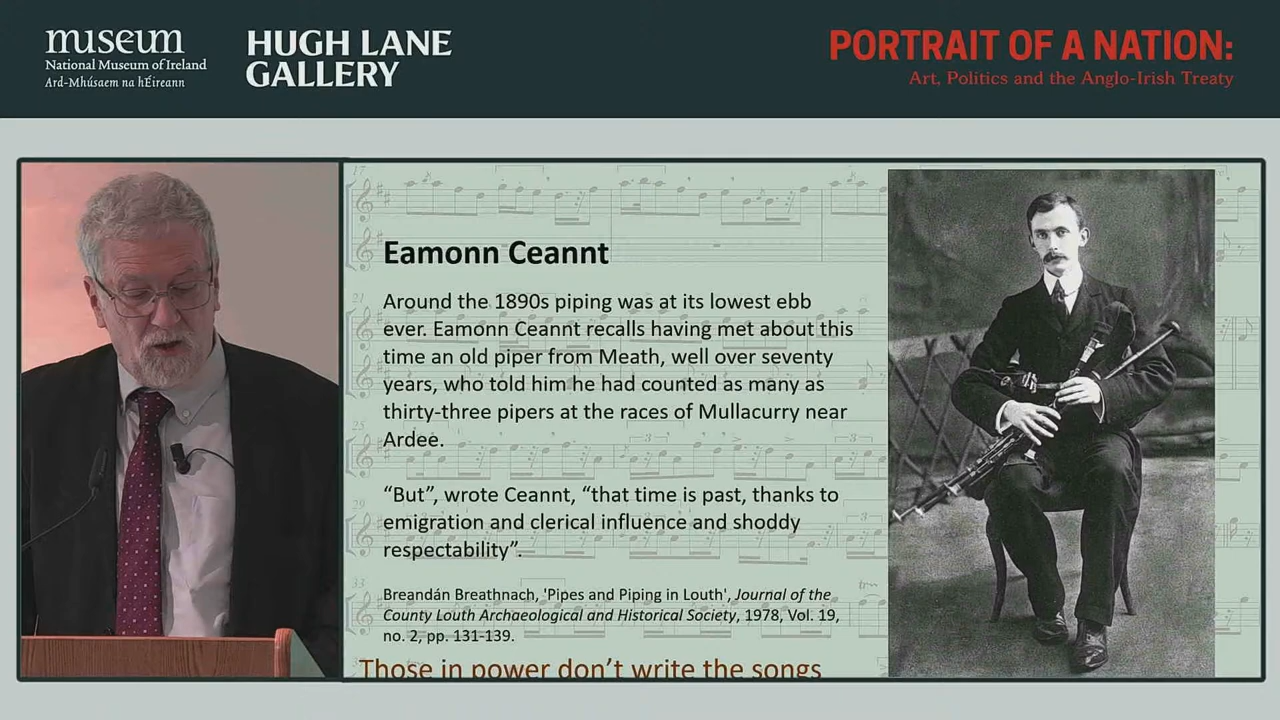 museum
National Museum of Ireland
Ard-Mhúsaem na hÉireann
HUGH LANE
GALLERY
PORTRAIT OF A NATION:
Art, Politics and the Anglo-Irish Treaty
Eamonn Ceannt
Around the 1890s piping was at its lowest ebb
ever. Eamonn Ceannt recalls having met about this
time an old piper from Meath, well over seventy
years, who told him he had counted as many as
thirty-three pipers at the races of Mullacurry near
Ardee.
“But”, wrote Ceannt, “that time is past, thanks to
emigration and clerical influence and shoddy
respectability”.
Breandán Breathnach, 'Pipes and Piping in Louth', Journal of the
County Louth Archaeological and Historical Society, 1978, Vol. 19,
no. 2, pp. 131-139.
Those in power don’t write the songs